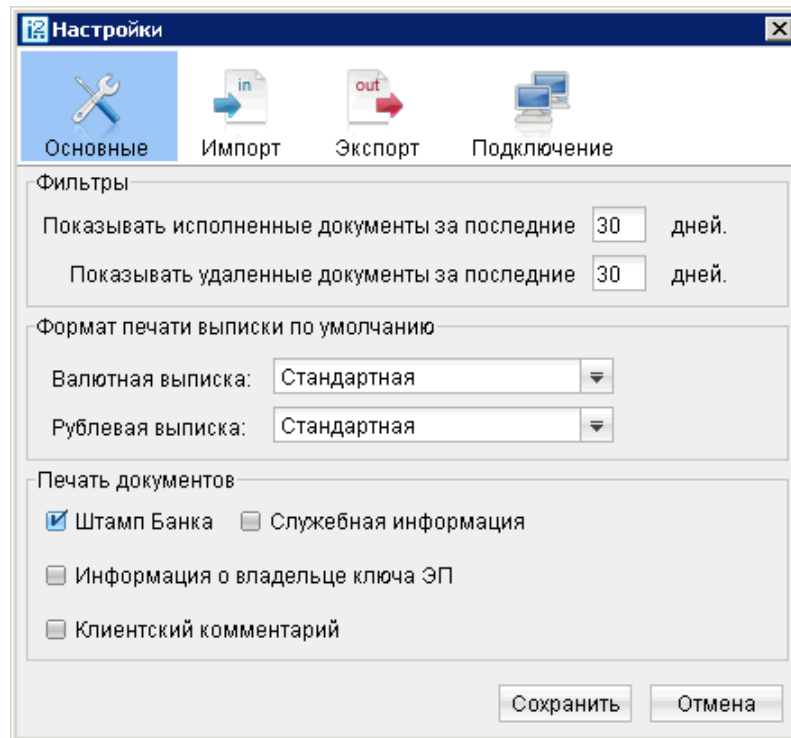 Настройки
in out
Основные Импорт Экспорт Подключение
Фильтры
Показывать исполненные документы за последние 30 дней.
Показывать удаленные документы за последние 30 дней.
Формат печати выписки по умолчанию
Валютная выписка: Стандартная
Рублевая выписка: Стандартная
Печать документов
Штамп Банка Служебная информация
Информация о владельце ключа ЭП
Клиентский комментарий
Сохранить Отмена